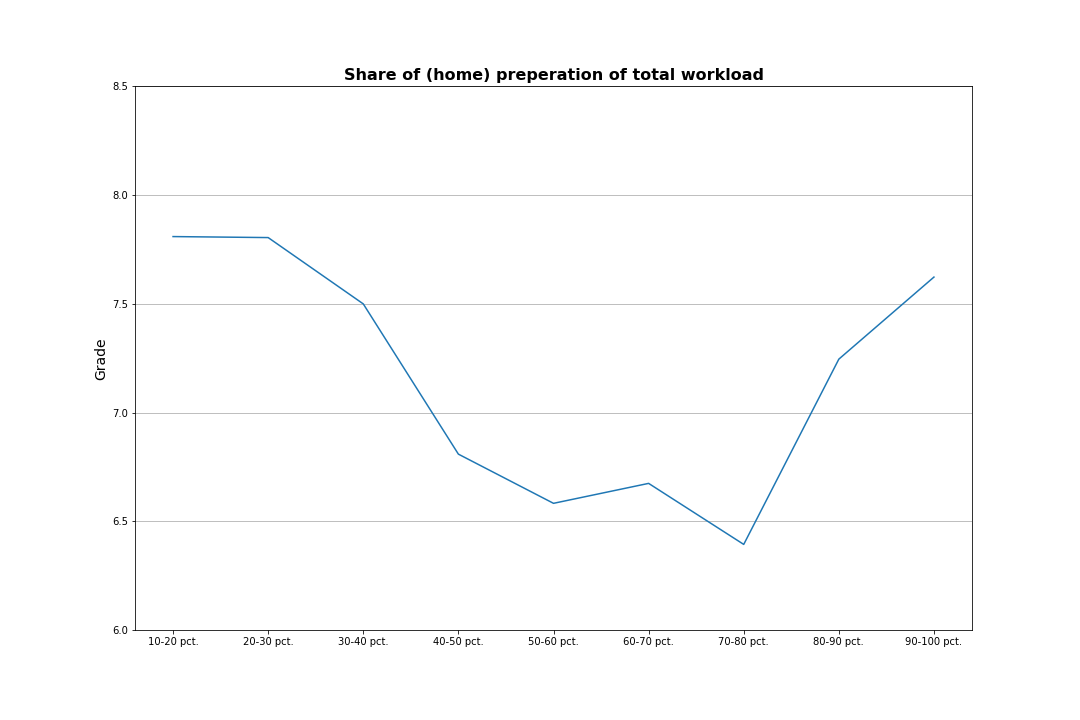 Share of (home) preperation of total workload
8.5
8.0
7.5
7.0
6.5
6.0
Grade
10-20 pct. 20-30 pct. 30-40 pct. 40-50 pct. 50-60 pct. 60-70 pct. 70-80 pct. 80-90 pct. 90-100 pct.